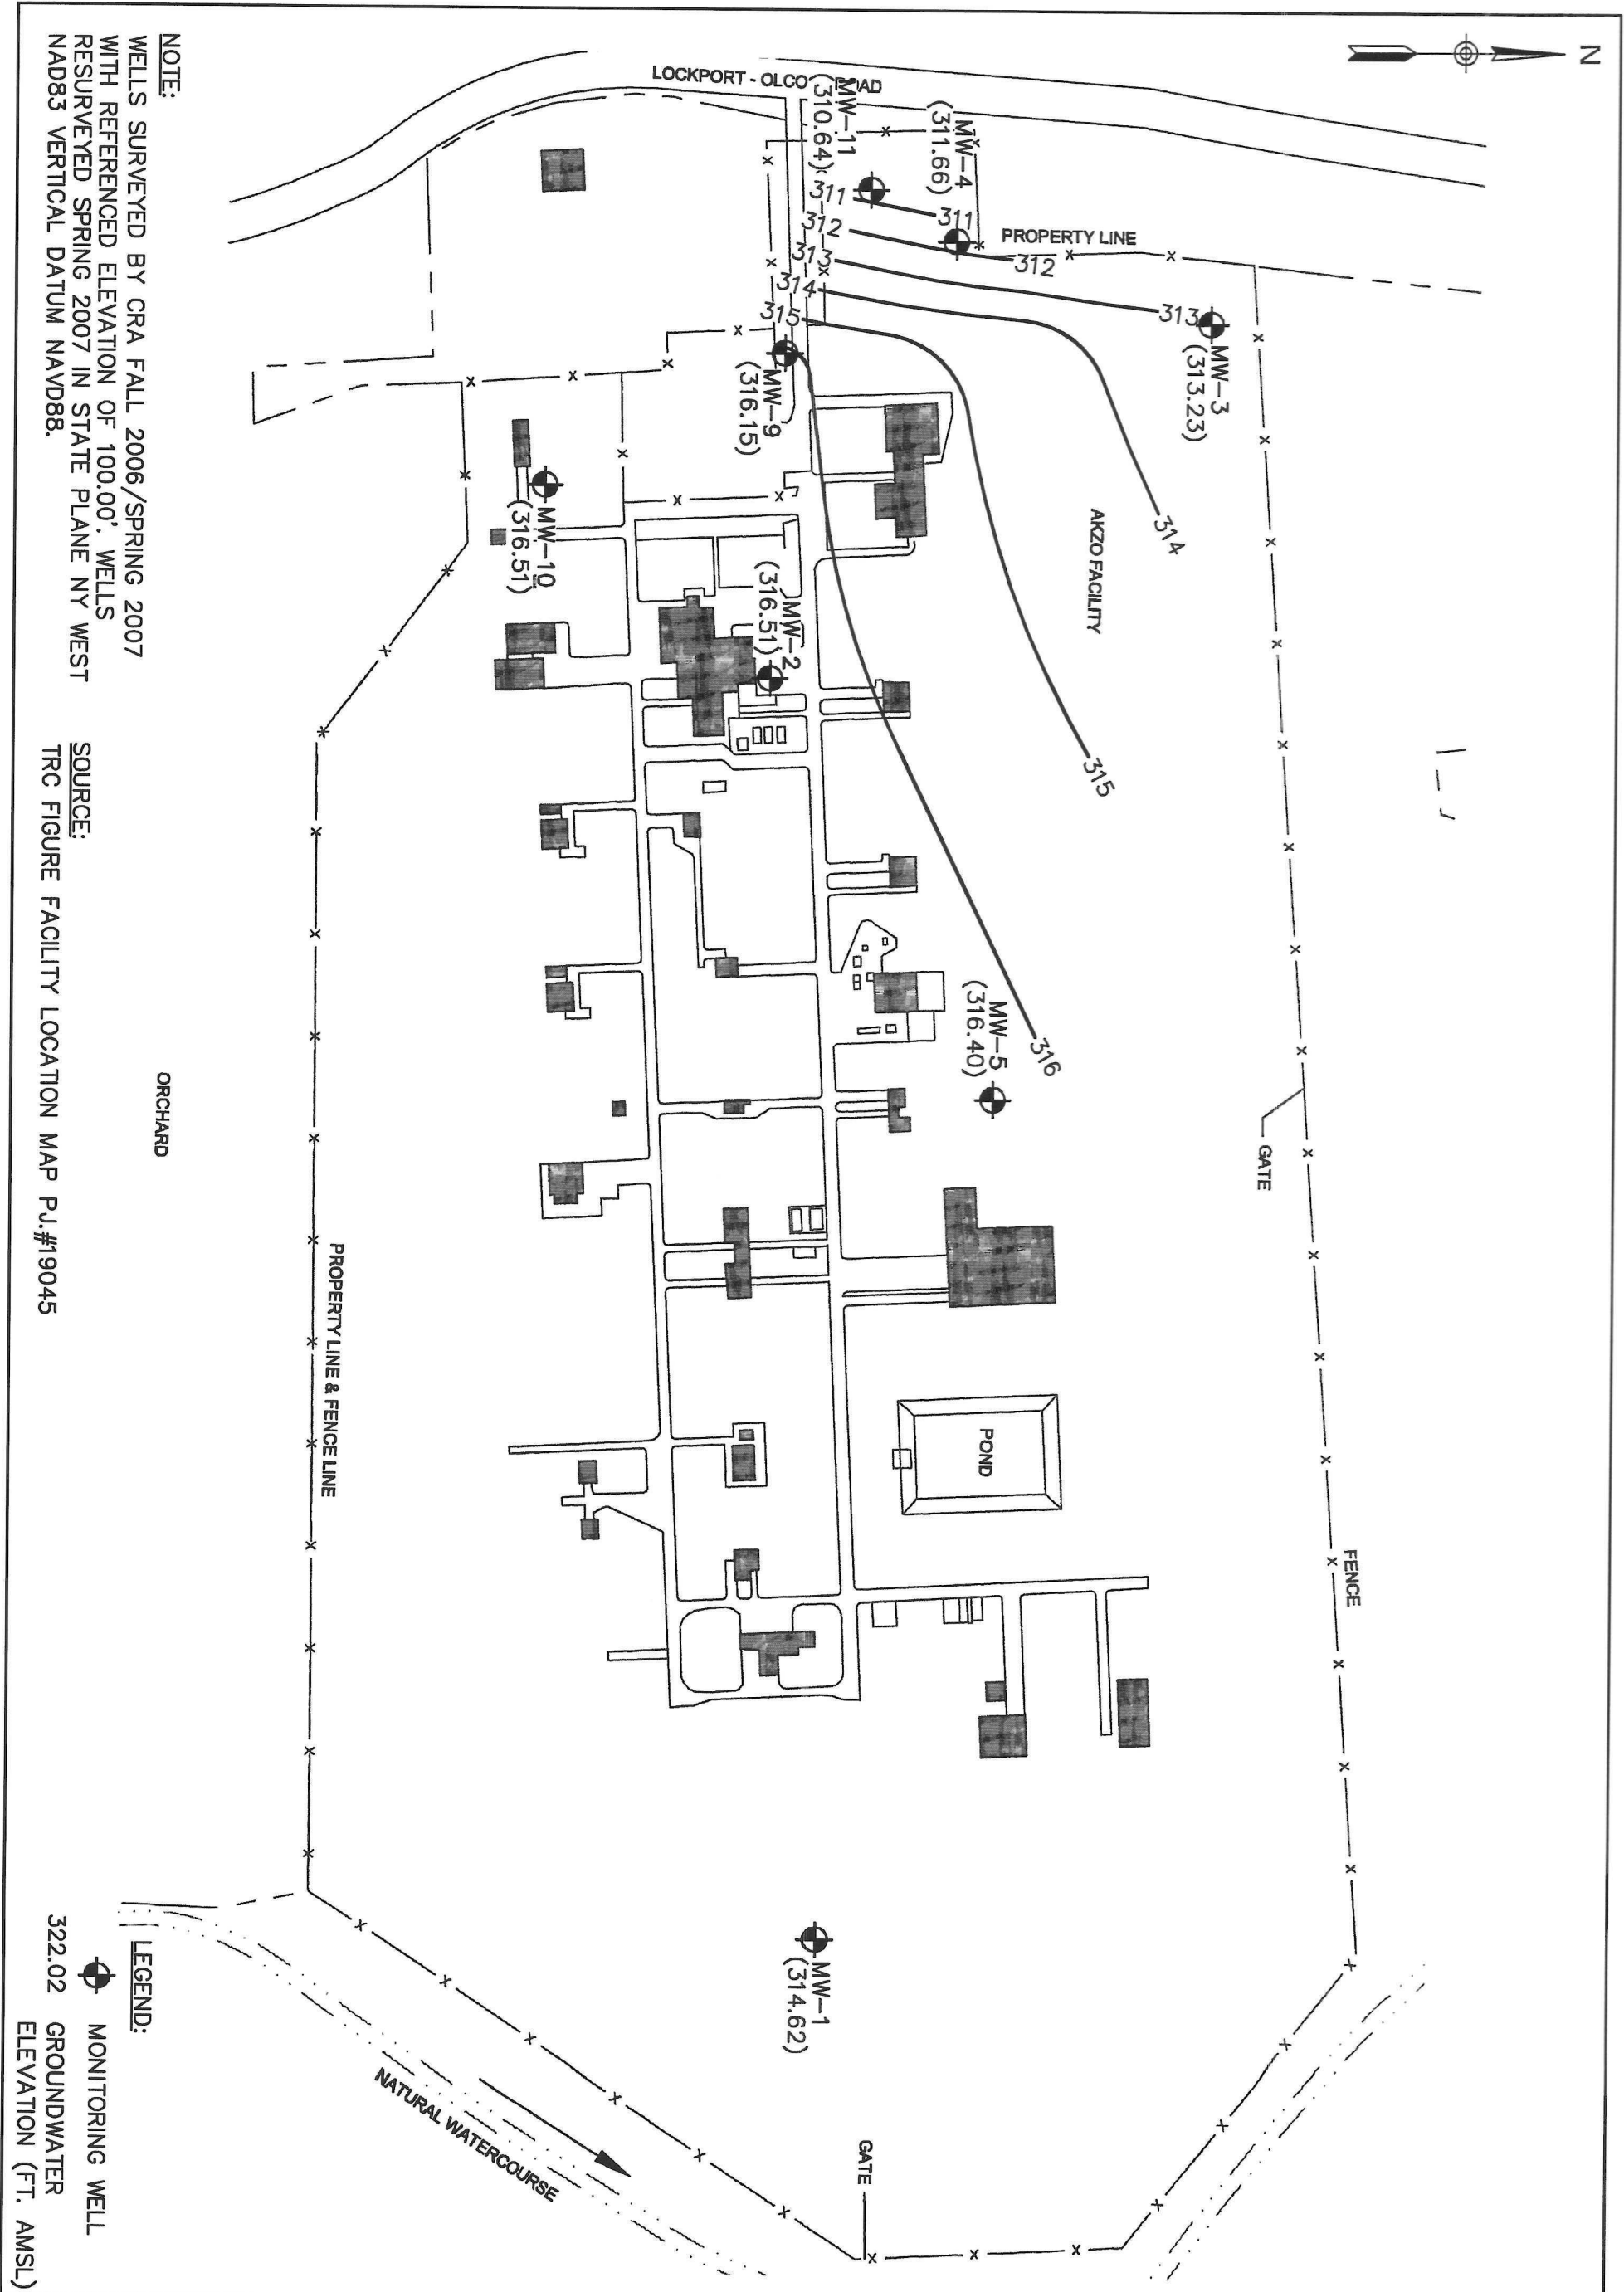 N
LOCKPORT - OLCO
AD
MW-11
(310.64)
MW-4
(311.66)
311
311
312
312
313
313
314
314
315
315
316
PROPERTY LINE
MW-3
(313.23)
MW-9
(316.15)
MW-10
(316.51)
MW-2
(316.51)
AKZO FACILITY
MW-5
(316.40)
GATE
POND
FENCE
MW-1
(314.62)
GATE
NATURAL WATERCOURSE
PROPERTY LINE & FENCE LINE
ORCHARD
NOTE:
WELLS SURVEYED BY CRA FALL 2006/SPRING 2007
WITH REFERENCED ELEVATION OF 100.00'. WELLS
RESURVEYED SPRING 2007 IN STATE PLANE NY WEST
NAD83 VERTICAL DATUM NAVD88.
SOURCE:
TRC FIGURE FACILITY LOCATION MAP PJ.#19045
LEGEND:
MONITORING WELL
322.02 GROUNDWATER
ELEVATION (FT. AMSL)